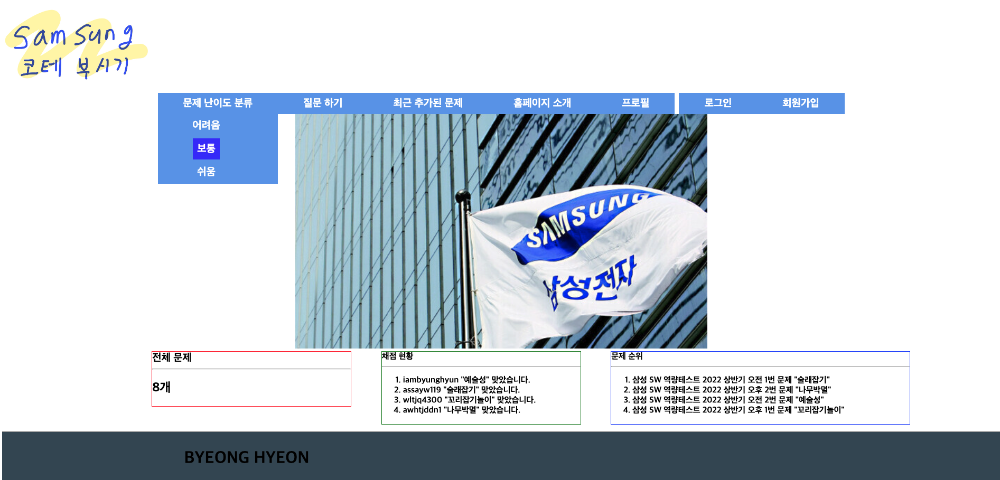 Samsung
코테 부시기
문제 난이도 분류 질문 하기 최근 추가된 문제 홈페이지 소개 프로필 로그인 회원가입
어려움
보통
쉬움
SAMSUNG
삼성전자
전체 문제
8개
채점 현황
1. iambyunghyun "예술성" 맞았습니다.
2. assayw119 "술래잡기" 맞았습니다.
3. wltjq4300 "꼬리잡기놀이" 맞았습니다.
4. awhtjddn1 "나무박멸" 맞았습니다.
문제 순위
1. 삼성 SW 역량테스트 2022 상반기 오전 1번 문제 "술래잡기"
2. 삼성 SW 역량테스트 2022 상반기 오후 2번 문제 "나무박멸"
3. 삼성 SW 역량테스트 2022 상반기 오전 2번 문제 "예술성"
4. 삼성 SW 역량테스트 2022 상반기 오후 1번 문제 "꼬리잡기놀이"
BYEONG HYEON